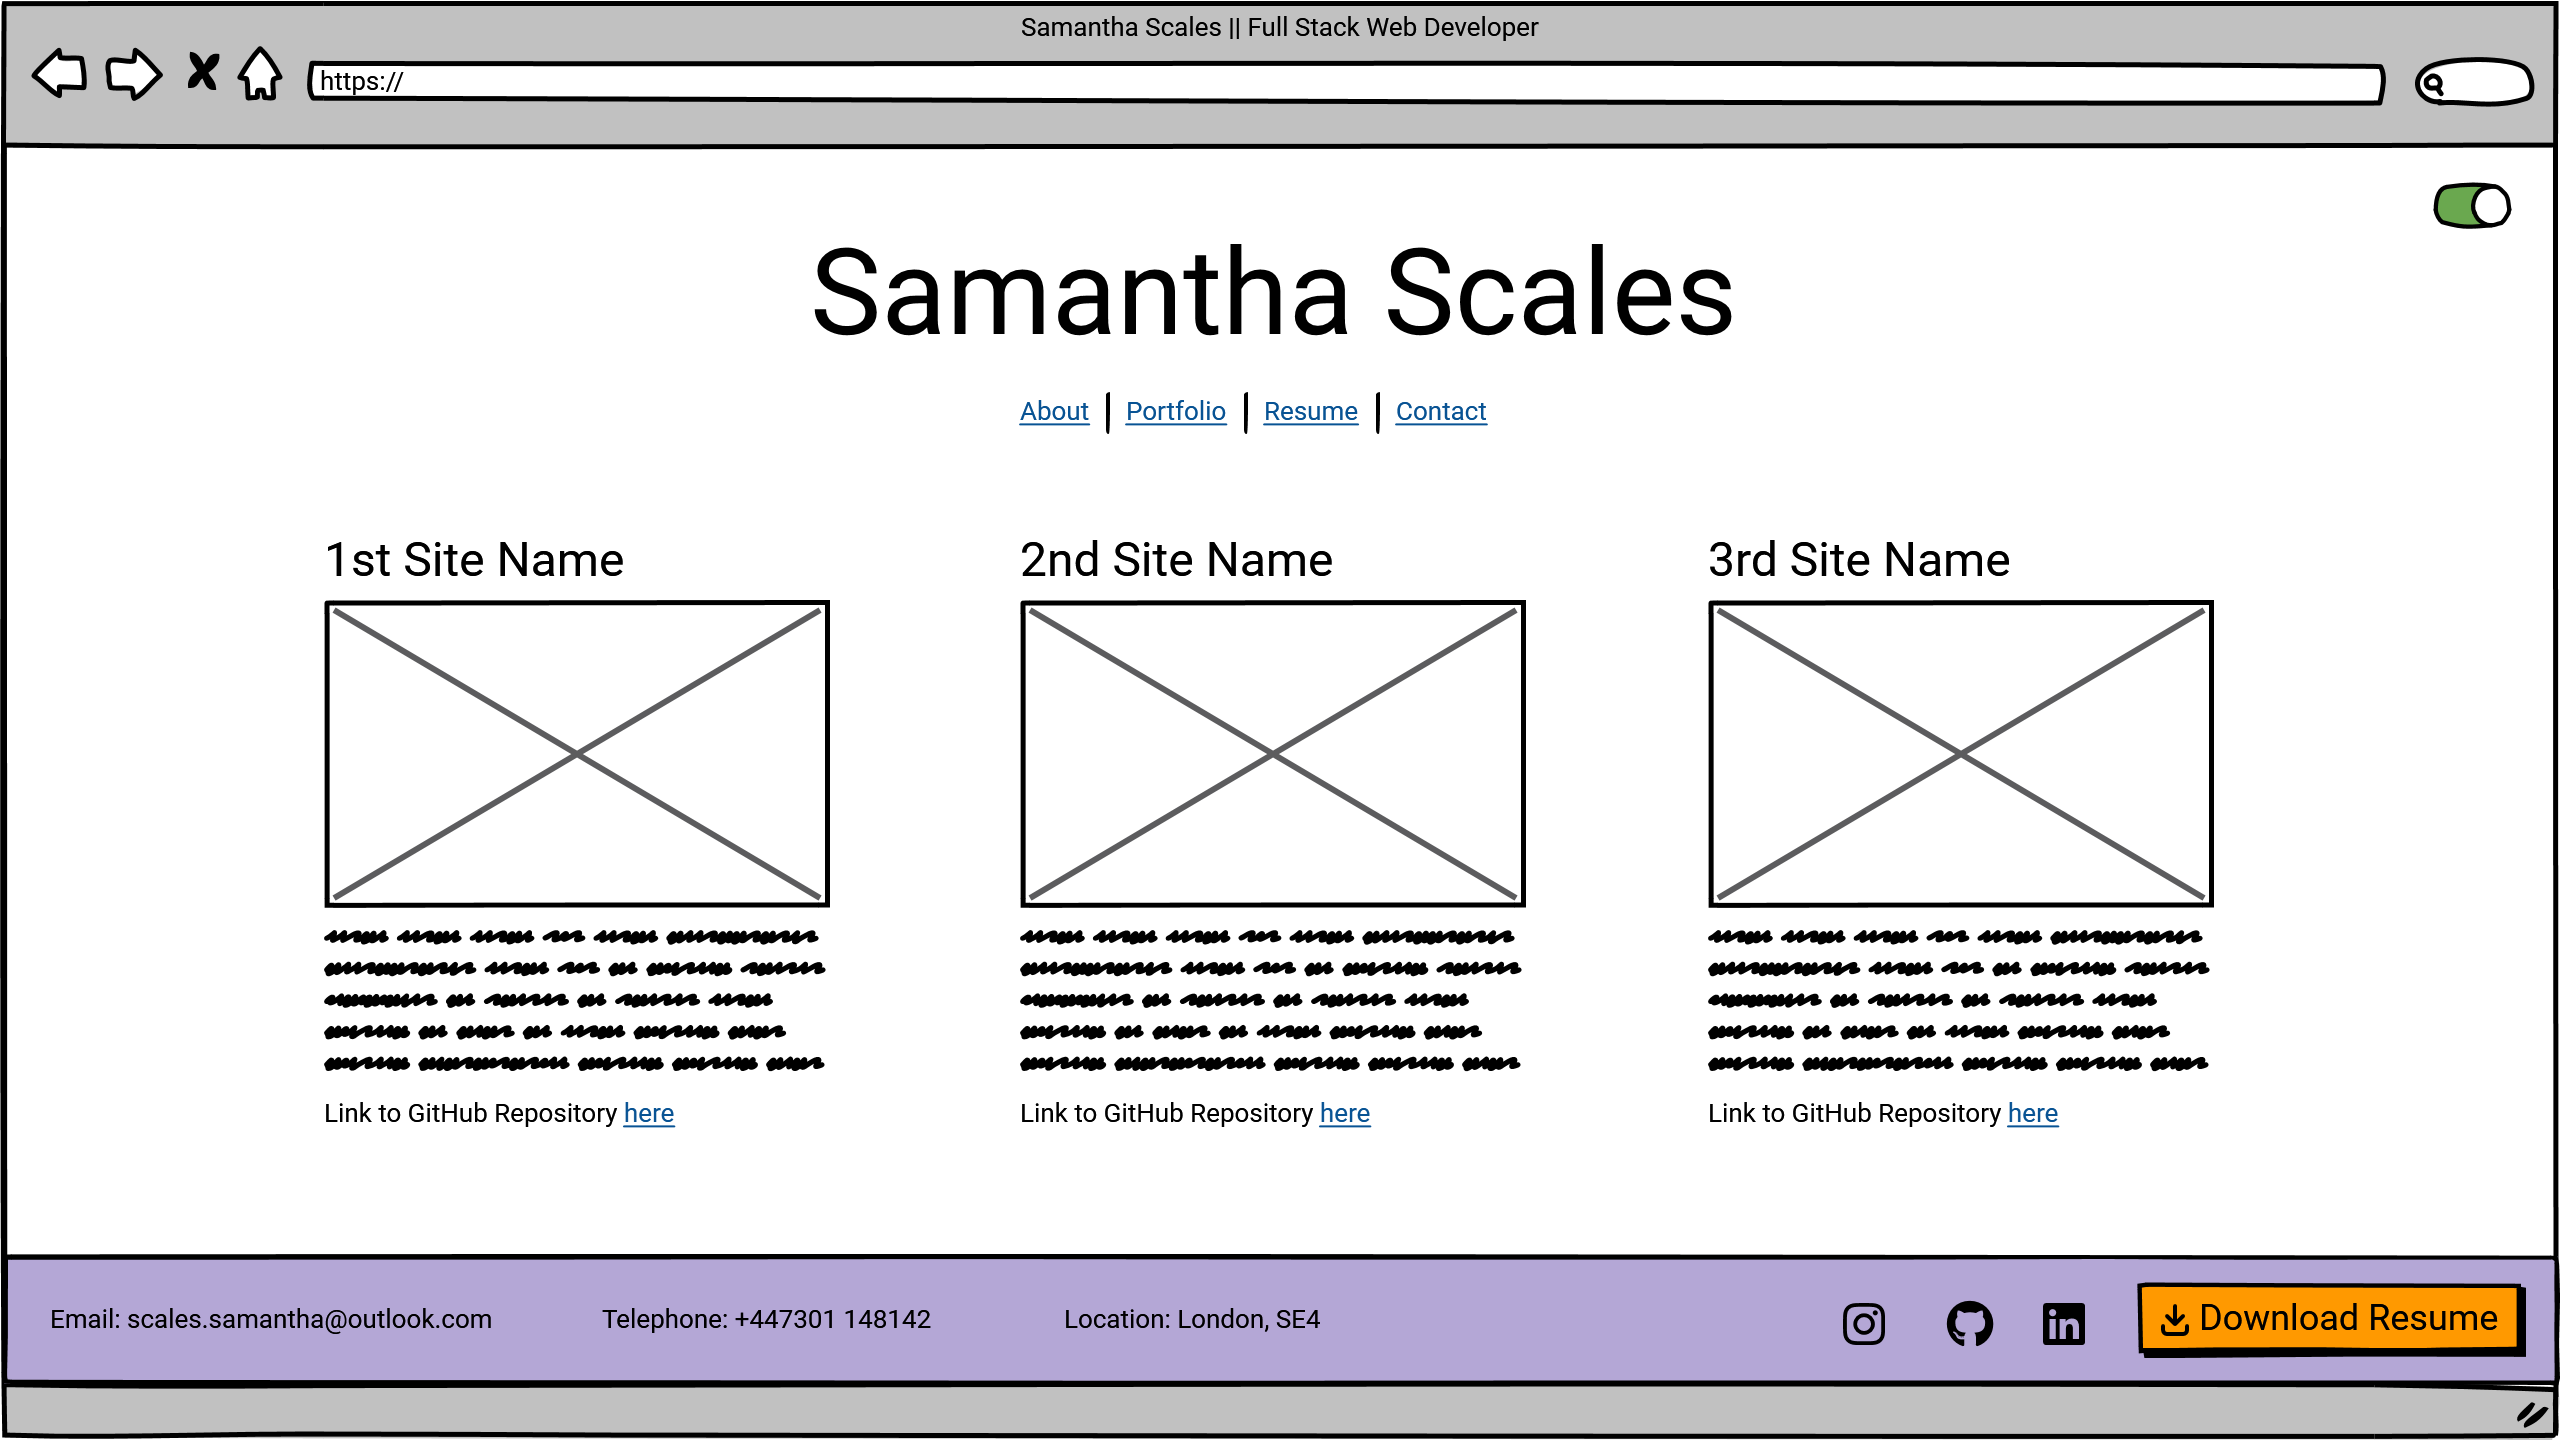 Samantha Scales || Full Stack Web Developer
https://
Samantha Scales
About | Portfolio | Resume | Contact
1st Site Name
2nd Site Name
3rd Site Name
Link to GitHub Repository here
Link to GitHub Repository here
Link to GitHub Repository here
Email: scales.samantha@outlook.com
Telephone: +447301 148142
Location: London, SE4
in
Download Resume